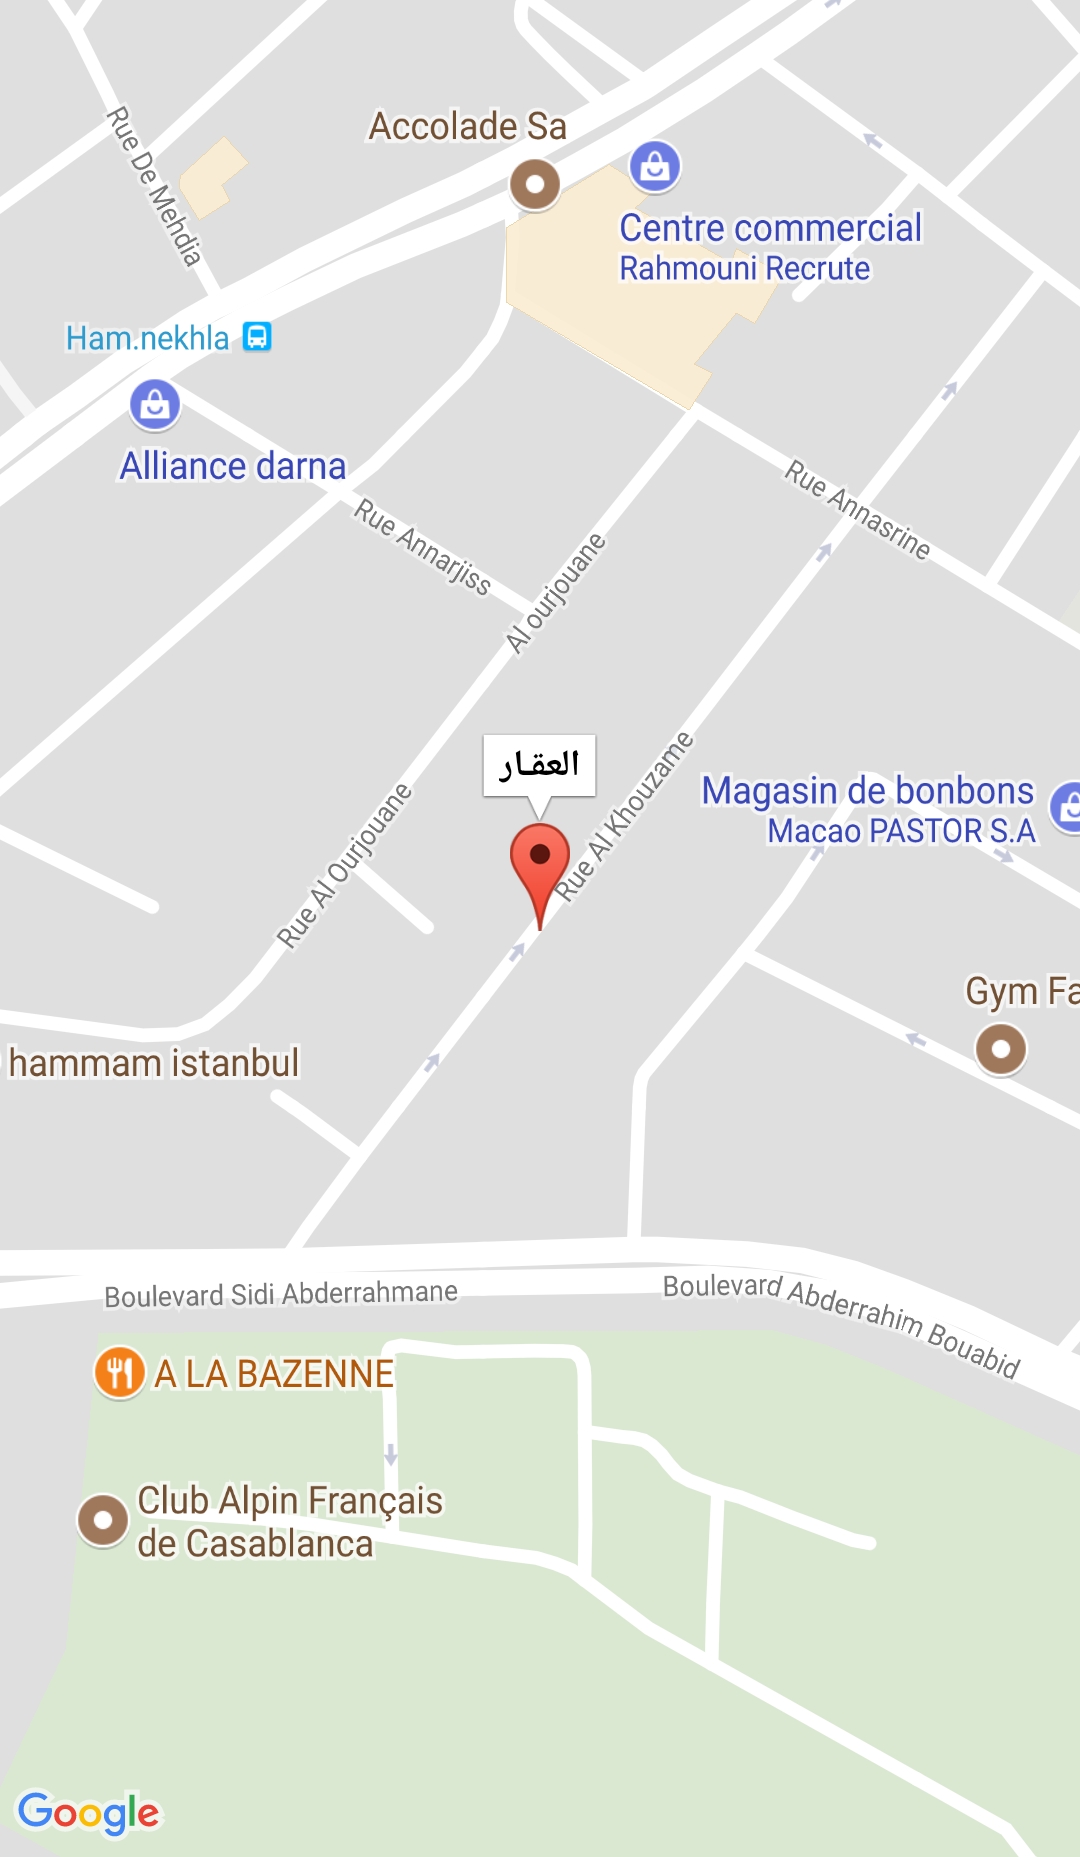 Accolade Sa
Rue De Mehdia
Centre commercial
Rahmouni Recrute
Ham.nekhla
Alliance darna
Rue Annasrine
Rue Annarjiss
Al ourjouane
العقار
Rue Al Khouzame
Magasin de bonbons
Macao PASTOR S.A
Rue Al Ourjouane
Gym Fa
hammam istanbul
Boulevard Sidi Abderrahmane
Boulevard Abderrahim Bouabid
A LA BAZENNE
Club Alpin Français
de Casablanca
Google